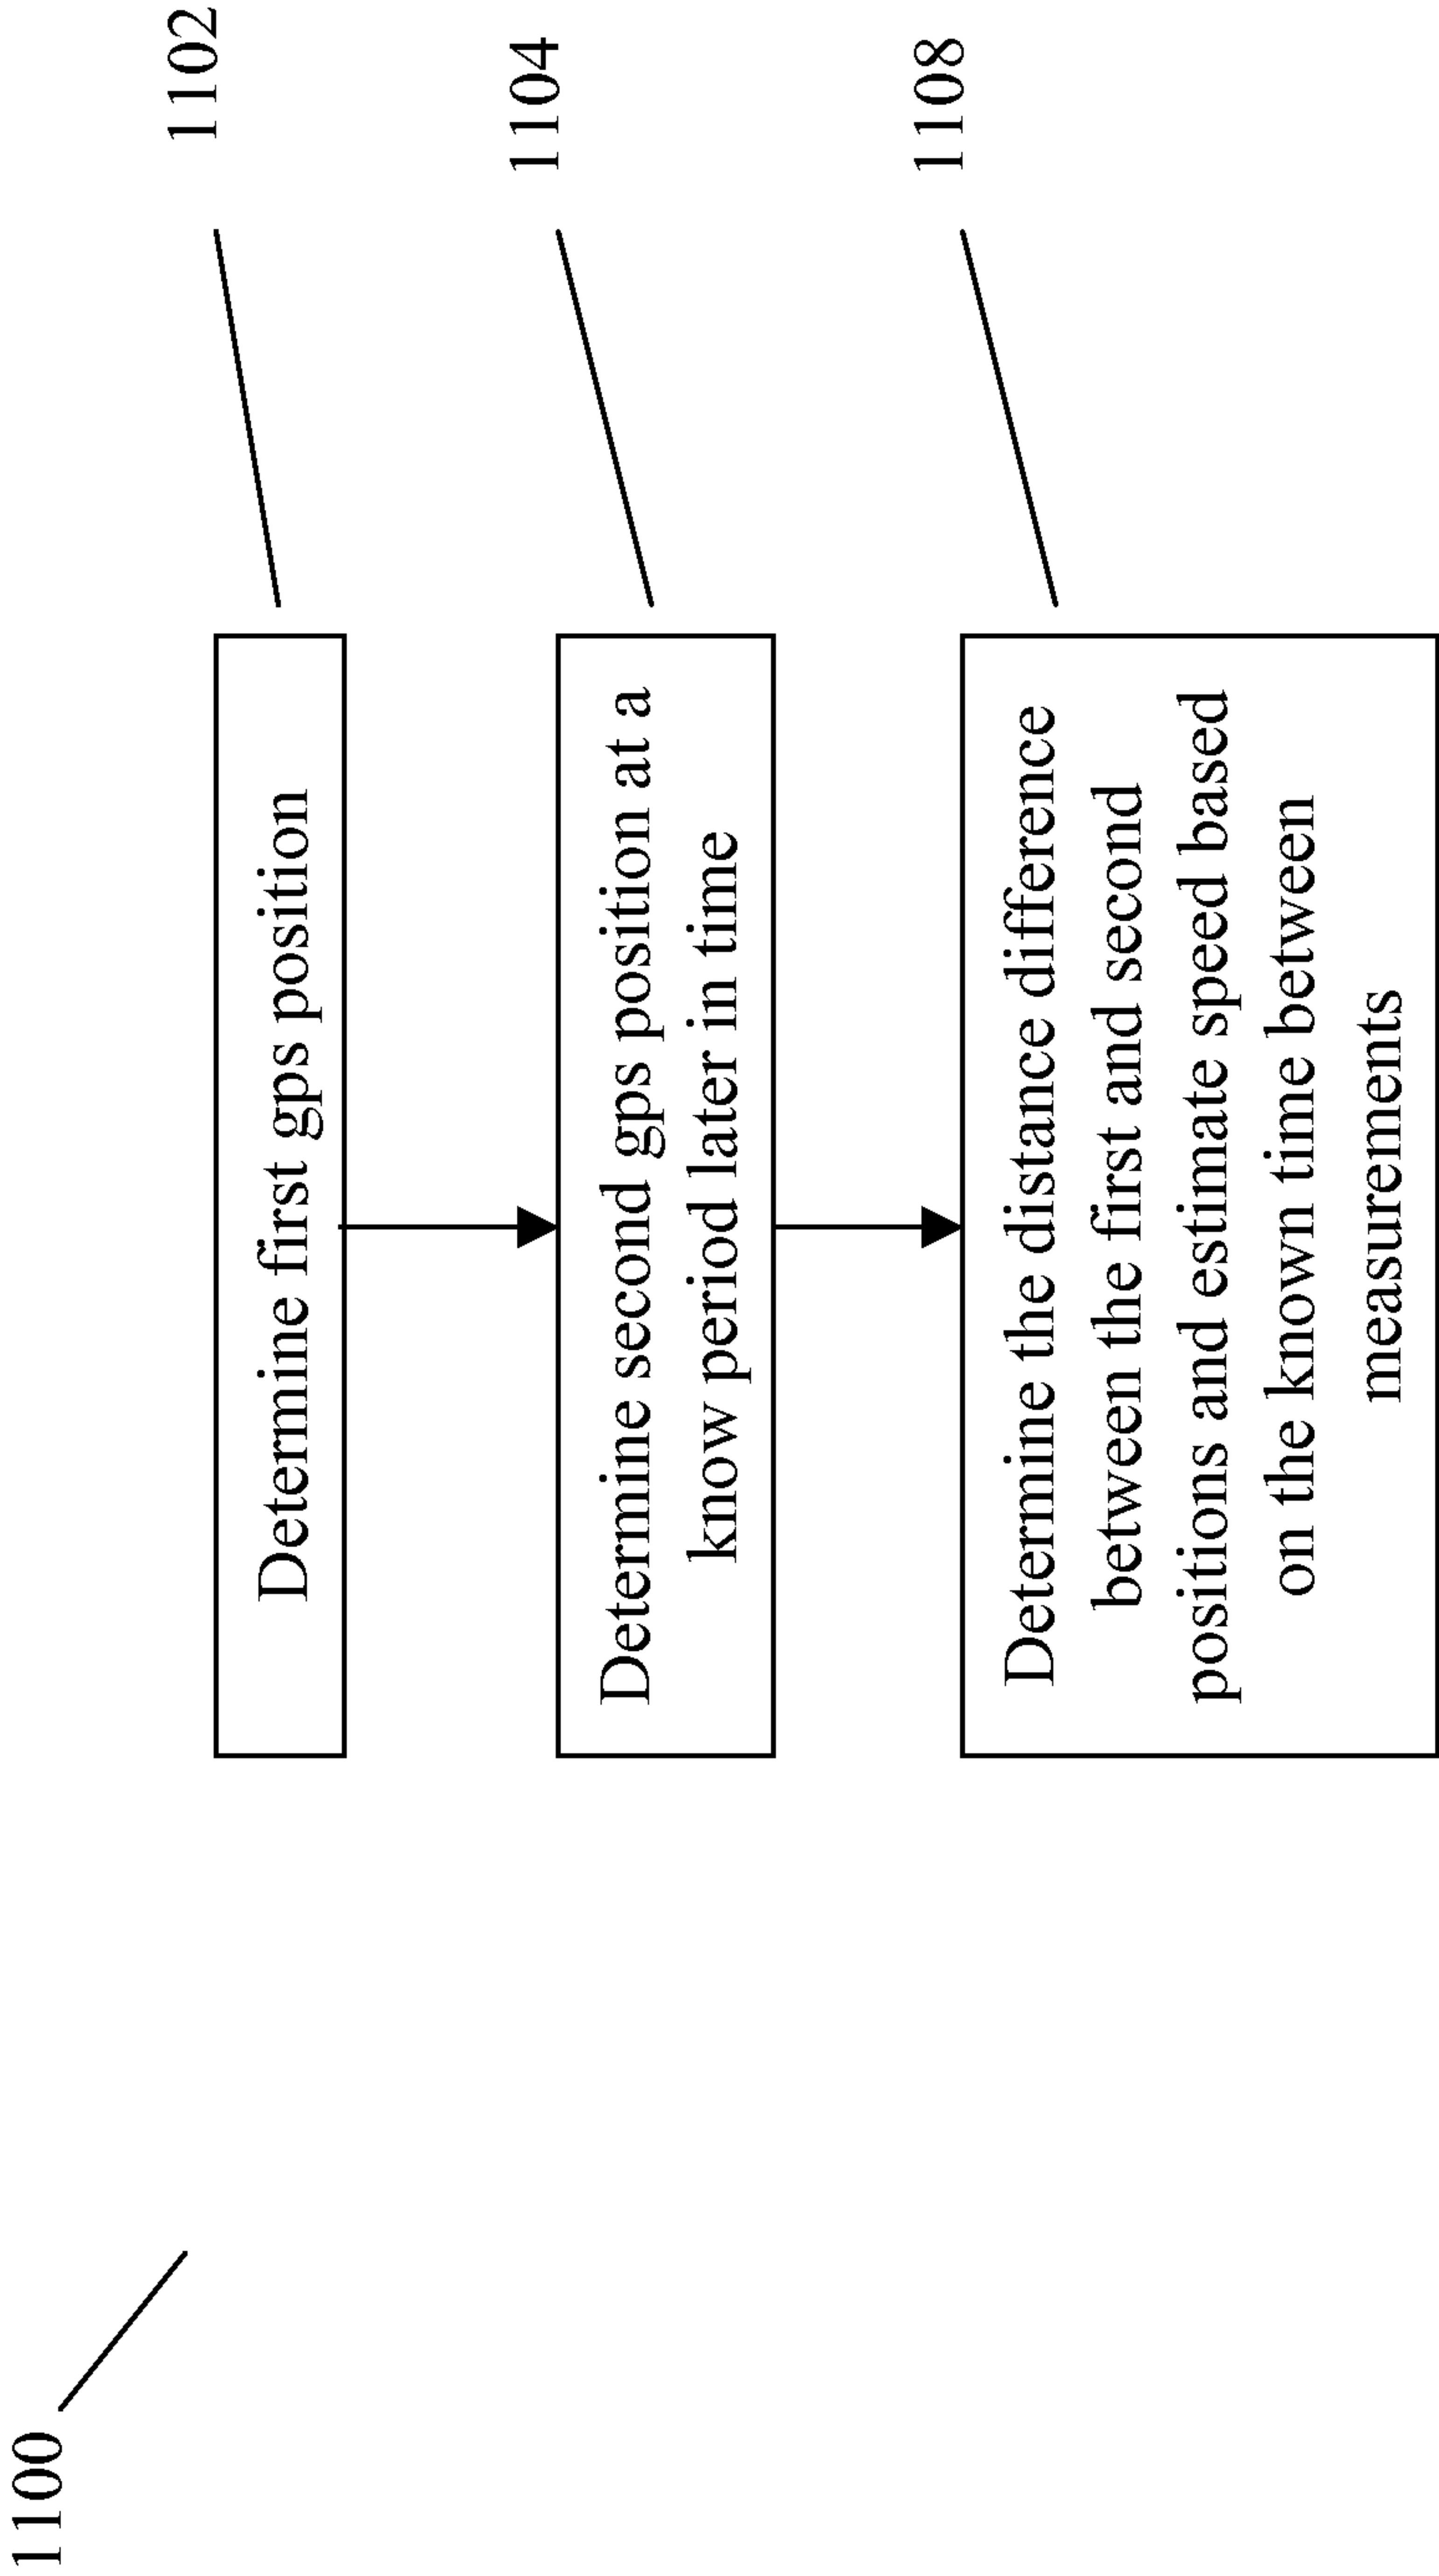 1100
1102
Determine first gps position
1104
Determine second gps position at a
know period later in time
1108
Determine the distance difference
between the first and second
positions and estimate speed based
on the known time between
measurements